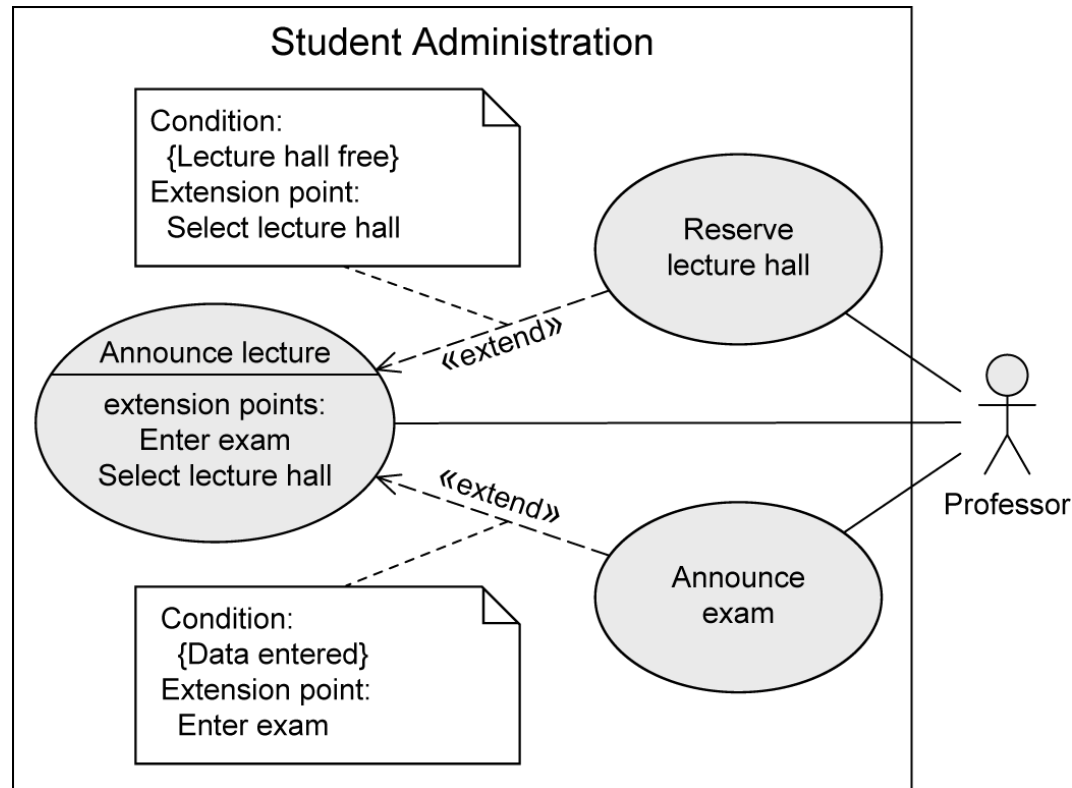 Student Administration
Condition:
{Lecture hall free}
Extension point:
Select lecture hall
Reserve
lecture hall
«extend»
Announce lecture
extension points:
Enter exam
Select lecture hall
«extend»
Professor
Announce
exam
Condition:
{Data entered}
Extension point:
Enter exam